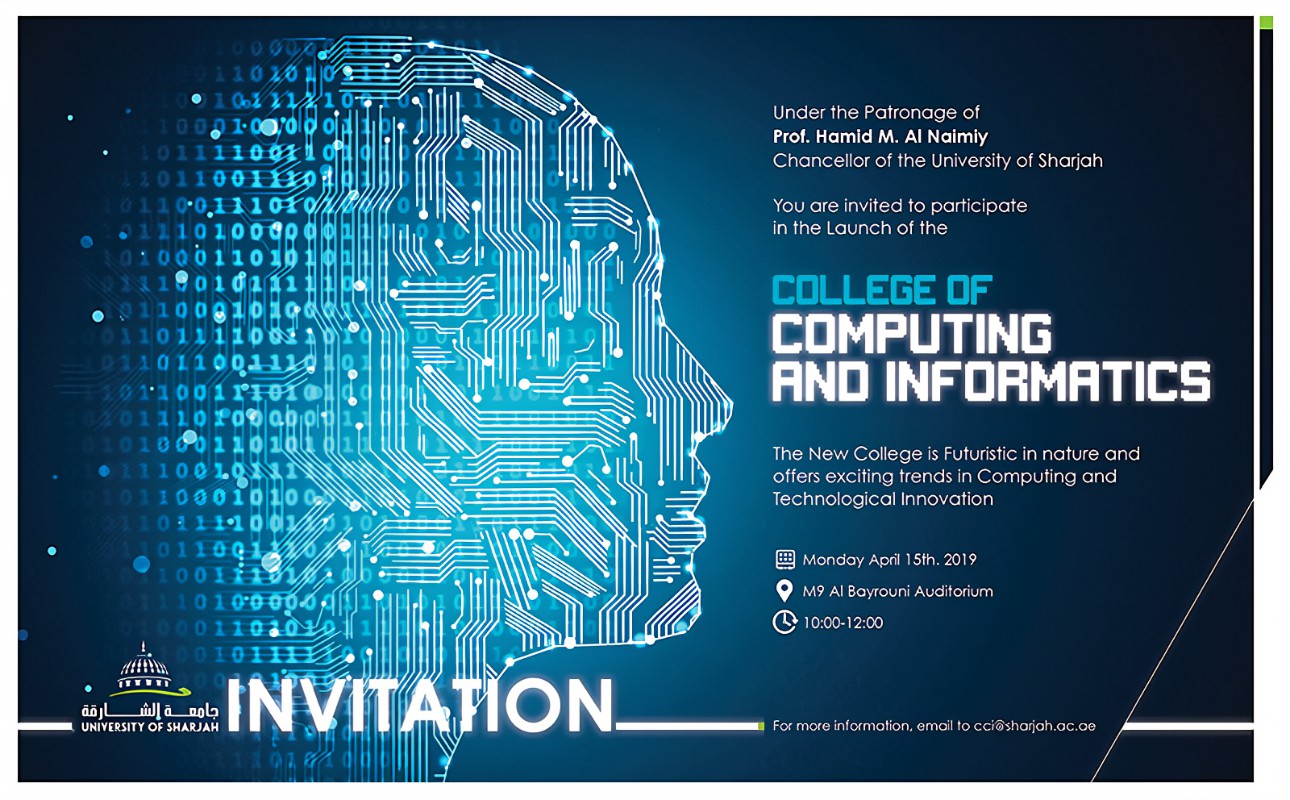 Under the Patronage of
Prof. Hamid M. Al Naimiy
Chancellor of the University of Sharjah
You are invited to participate
in the Launch of the
COLLEGE OF
COMPUTING
AND INFORMATICS
The New College is Futuristic in nature and
offers exciting trends in Computing and
Technological Innovation
Monday April 15th. 2019
M9 Al Bayrouni Auditorium
10:00-12:00
جامعة الشارقة
UNIVERSITY OF SHARJAH
INVITATION
For more information, email to cci@sharjah.ac.ae